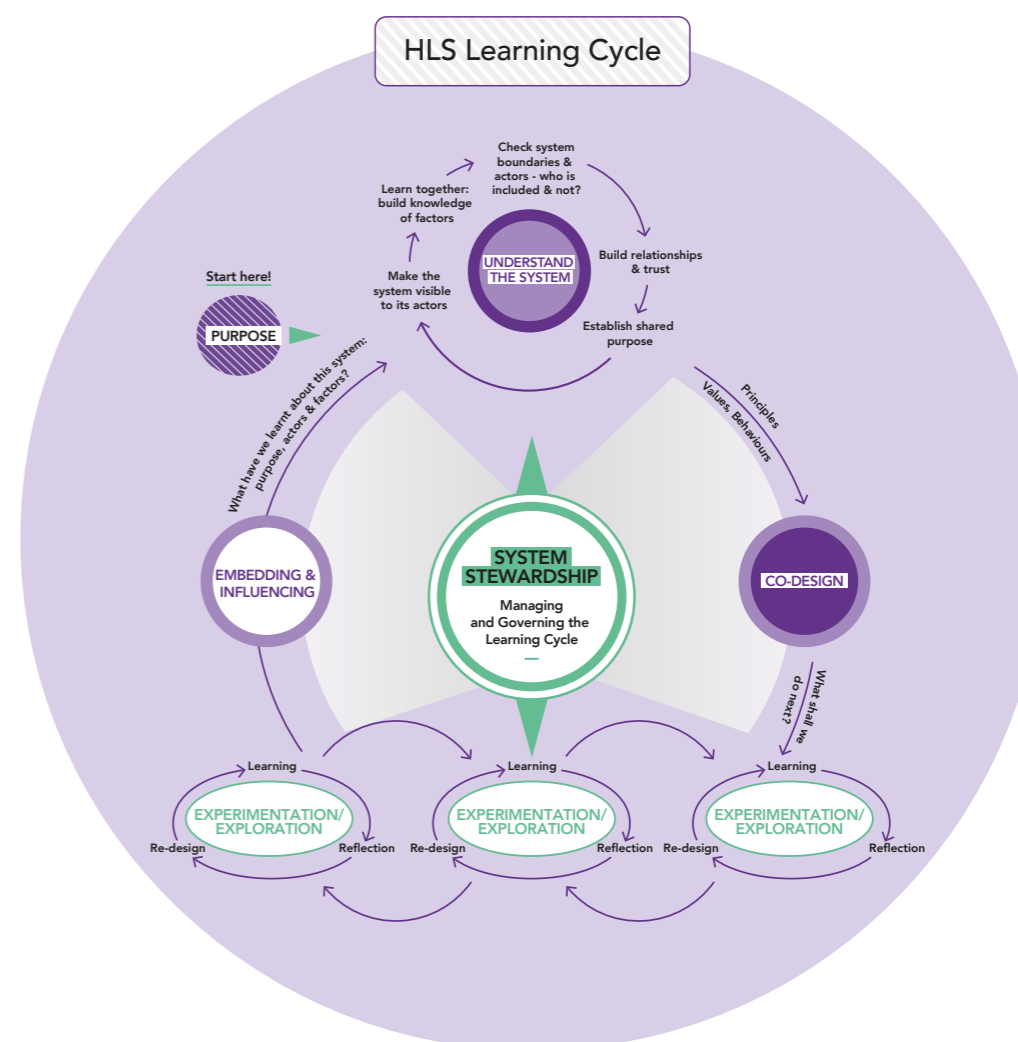 HLS Learning Cycle
Check system
boundaries &
actors - who is
included & not?
Learn together:
build knowledge
of factors
UNDERSTAND
THE SYSTEM
Build relationships
& trust
Start here!
PURPOSE
Make the
system visible
to its actors
Establish shared
purpose
What have we learnt about this system:
purpose, actors & factors?
Principles
Values, Behaviours
EMBEDDING &
INFLUENCING
SYSTEM
STEWARDSHIP
Managing
and Governing the
Learning Cycle
CO-DESIGN
What shall we
do next?
Learning
EXPERIMENTATION/
EXPLORATION
Re-design
Reflection
Learning
EXPERIMENTATION/
EXPLORATION
Re-design
Reflection
Learning
EXPERIMENTATION/
EXPLORATION
Re-design
Reflection